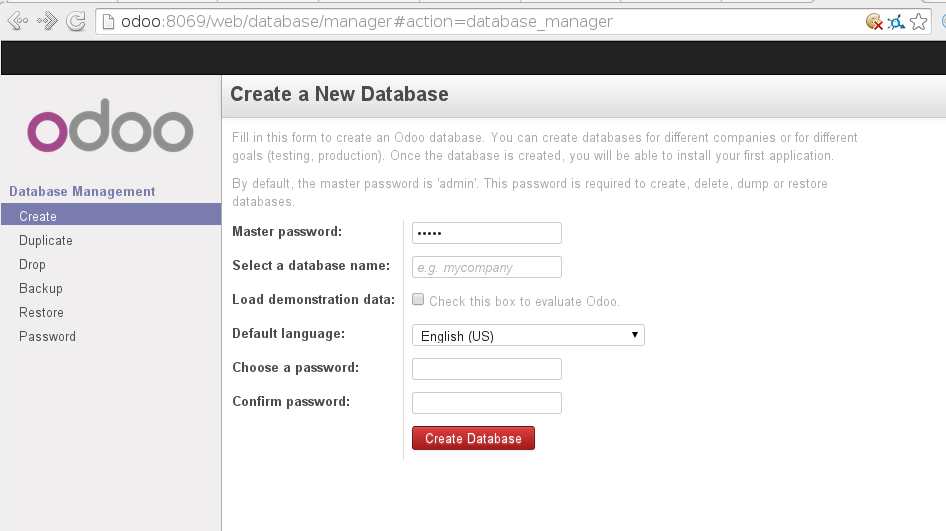 odoo:8069/web/database/manager#action=database_manager
odoo
Database Management
Create
Duplicate
Drop
Backup
Restore
Password
Create a New Database
Fill in this form to create an Odoo database. You can create databases for different companies or for different
goals (testing, production). Once the database is created, you will be able to install your first application.
By default, the master password is 'admin'. This password is required to create, delete, dump or restore
databases.
Master password: •••••
Select a database name: e.g. mycompany
Load demonstration data: Check this box to evaluate Odoo.
Default language: English (US)
Choose a password:
Confirm password:
Create Database